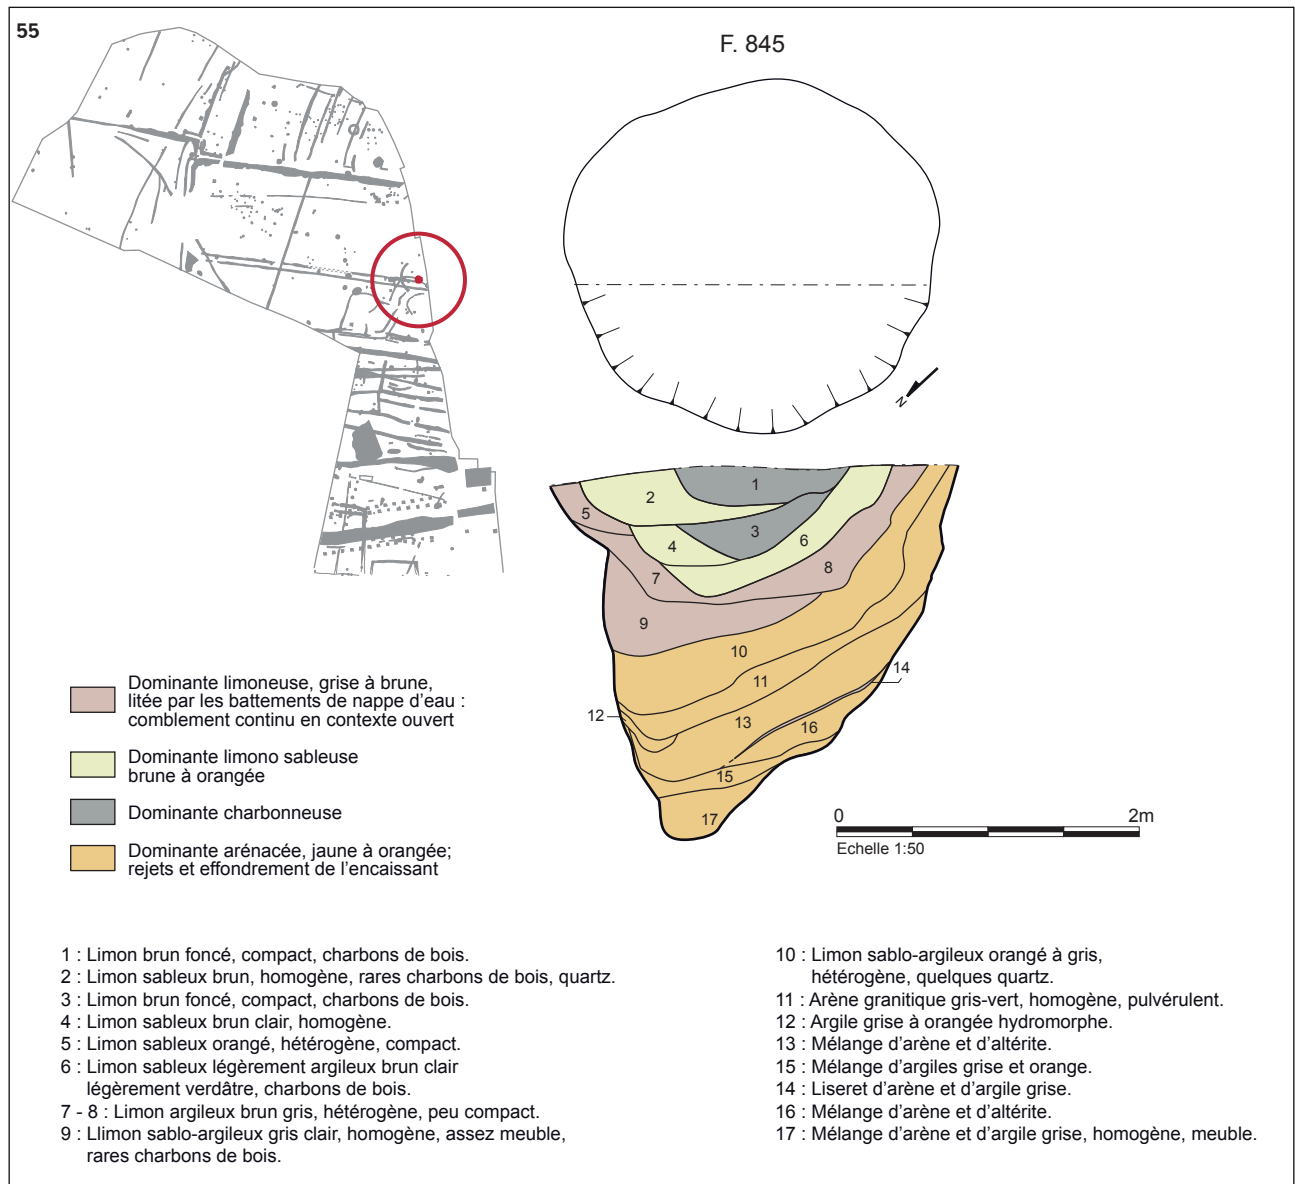 55
F. 845
N
1
2
3
4
5
6
7
8
9
10
11
12
13
14
15
16
17
Dominante limoneuse, grise à brune,
litée par les battements de nappe d'eau :
comblement continu en contexte ouvert
Dominante limono sableuse
brune à orangée
Dominante charbonneuse
Dominante arénacée, jaune à orangée;
rejets et effondrement de l'encaissant
0 2m
Echelle 1:50
1 : Limon brun foncé, compact, charbons de bois.
2 : Limon sableux brun, homogène, rares charbons de bois, quartz.
3 : Limon brun foncé, compact, charbons de bois.
4 : Limon sableux brun clair, homogène.
5 : Limon sableux orangé, hétérogène, compact.
6 : Limon sableux légèrement argileux brun clair
légèrement verdâtre, charbons de bois.
7 - 8 : Limon argileux brun gris, hétérogène, peu compact.
9 : Llimon sablo-argileux gris clair, homogène, assez meuble,
rares charbons de bois.
10 : Limon sablo-argileux orangé à gris,
hétérogène, quelques quartz.
11 : Arène granitique gris-vert, homogène, pulvérulent.
12 : Argile grise à orangée hydromorphe.
13 : Mélange d'arène et d'altérite.
15 : Mélange d'argiles grise et orange.
14 : Liseret d'arène et d'argile grise.
16 : Mélange d'arène et d'altérite.
17 : Mélange d'arène et d'argile grise, homogène, meuble.